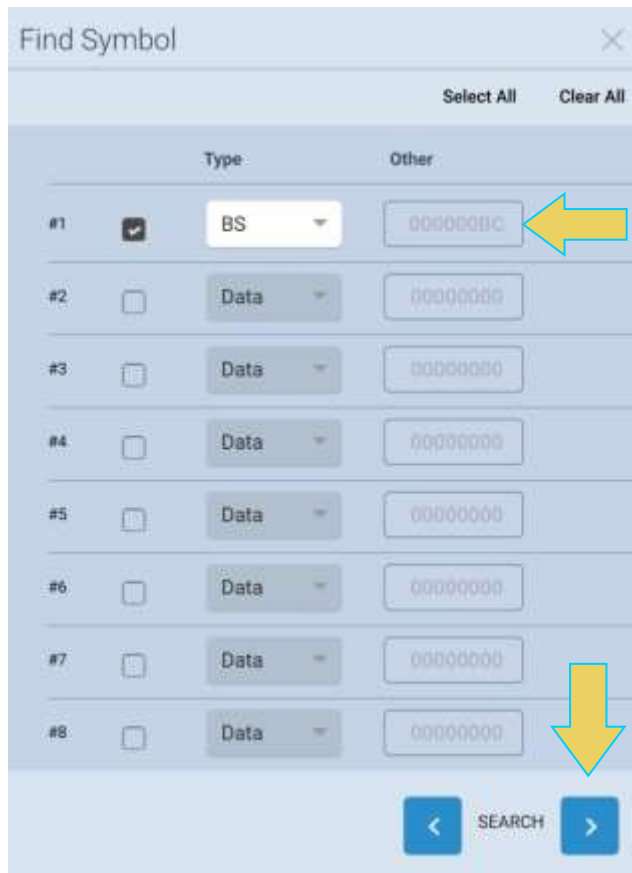 Find Symbol
Select All Clear All
Type Other
#1 BS 000000BC
#2 Data 00000000
#3 Data 00000000
#4 Data 00000000
#5 Data 00000000
#6 Data 00000000
#7 Data 00000000
#8 Data 00000000
SEARCH